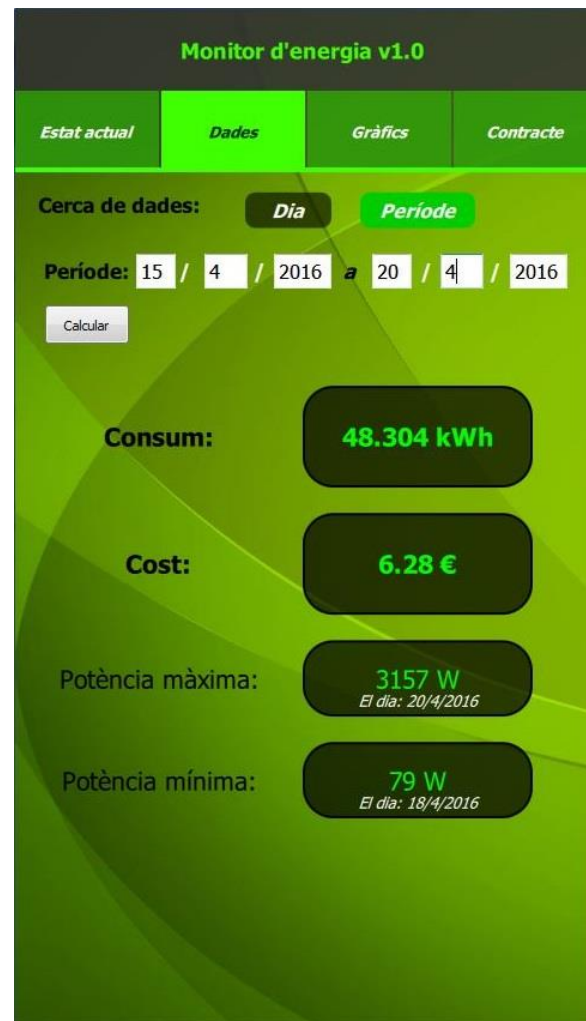 Monitor d'energia v1.0
Estat actual Dades Gràfics Contracte
Cerca de dades: Dia Període
Període: 15 / 4 / 2016 a 20 / 4 / 2016
Calcular
Consum: 48.304 kWh
Cost: 6.28 €
Potència màxima: 3157 W
El dia: 20/4/2016
Potència mínima: 79 W
El dia: 18/4/2016